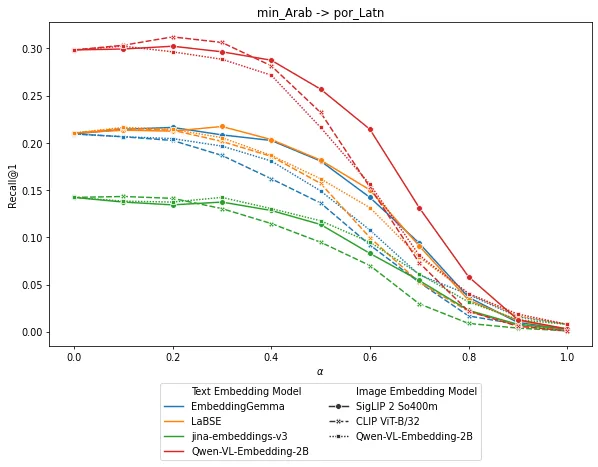 min_Arab -> por_Latn
Recall@1
0.30
0.25
0.20
0.15
0.10
0.05
0.00
0.0 0.2 0.4 0.6 0.8 1.0
α
Text Embedding Model Image Embedding Model
EmbeddingGemma SigLIP 2 So400m
LaBSE CLIP ViT-B/32
jina-embeddings-v3 Qwen-VL-Embedding-2B
Qwen-VL-Embedding-2B